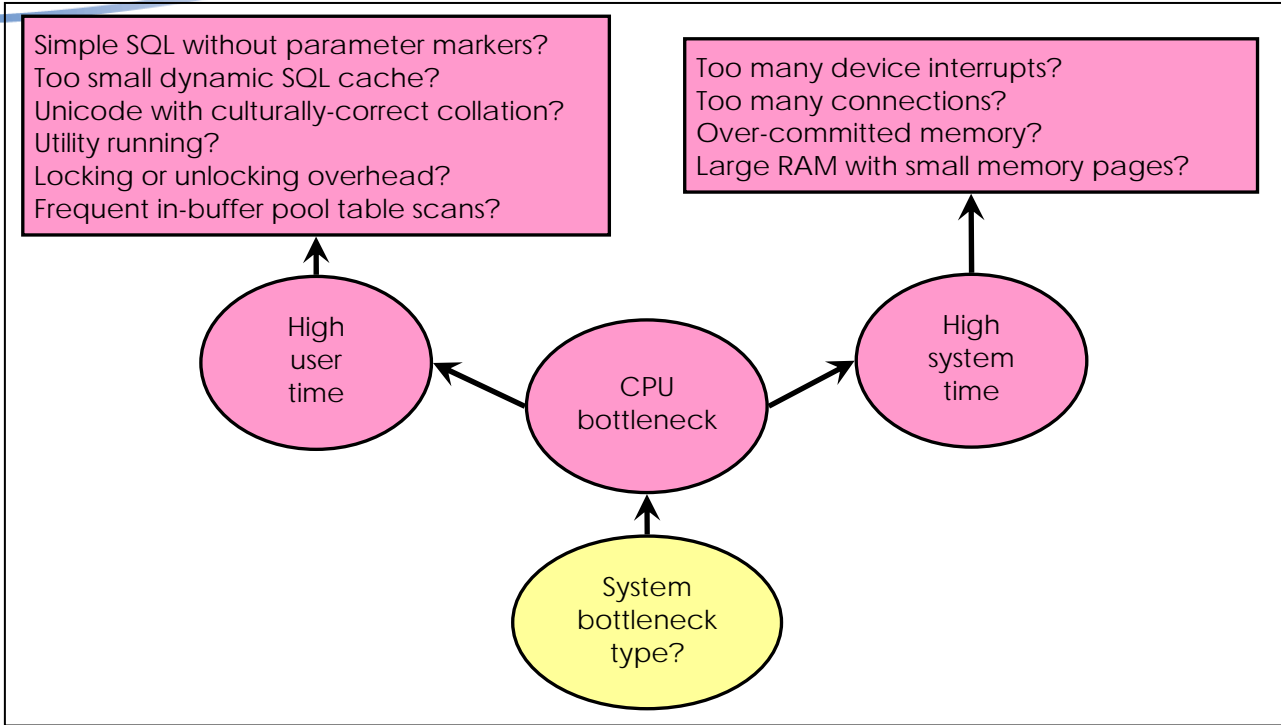 Simple SQL without parameter markers?
Too small dynamic SQL cache?
Unicode with culturally-correct collation?
Utility running?
Locking or unlocking overhead?
Frequent in-buffer pool table scans?
Too many device interrupts?
Too many connections?
Over-committed memory?
Large RAM with small memory pages?
High
user
time
CPU
bottleneck
High
system
time
System
bottleneck
type?